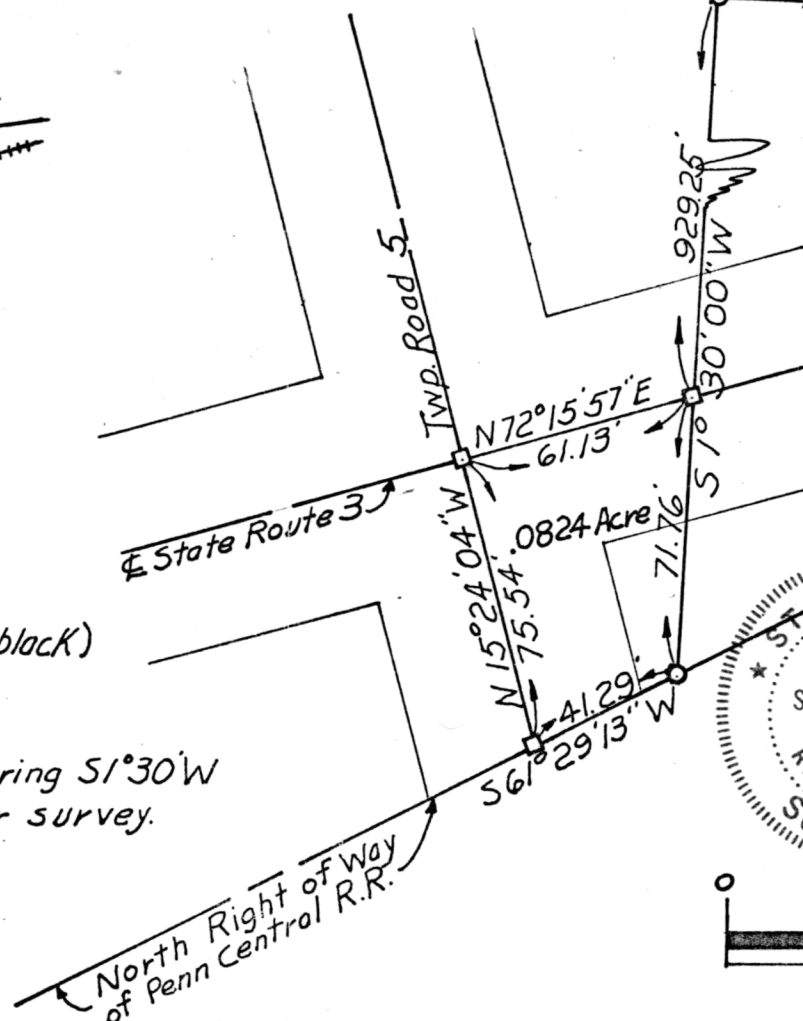 929.25'
Twp. Road 5
S 1° 30' 00" W
N 72° 15' 57" E
61.13'
℄ State Route 3
N 15° 24' 04" W
75.54'
.0824 Acre
71.76'
black)
41.29'
S 61° 29' 13" W
ring S1°30'W
r survey.
North Right of Way
of Penn Central R.R.
O